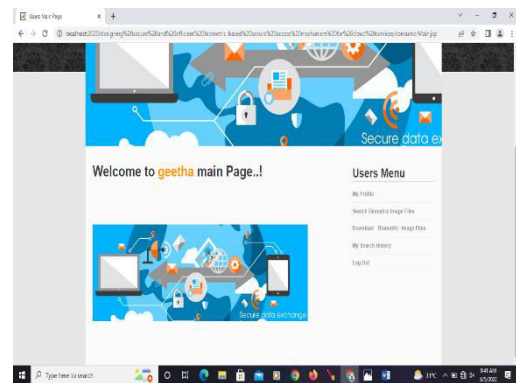 Users Main Page
Secure data ex
Welcome to geetha main Page..!
Users Menu
My Profile
Search Biometric Image Files
Download Biometric Image Files
My Search History
Log Out
Secure data exchange
Type here to search
31°C